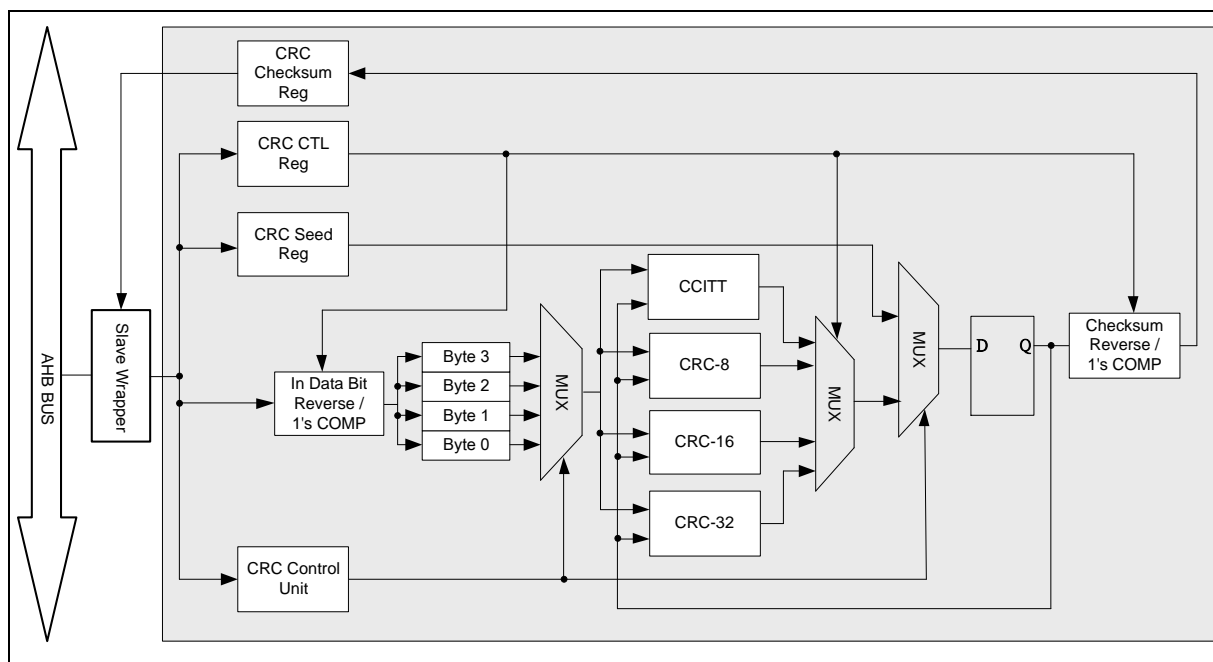 CRC
Checksum
Reg
CRC CTL
Reg
CRC Seed
Reg
AHB BUS
Slave Wrapper
In Data Bit
Reverse /
1's COMP
Byte 3
Byte 2
Byte 1
Byte 0
MUX
CCITT
CRC-8
CRC-16
CRC-32
MUX
MUX
D Q
Checksum
Reverse /
1's COMP
CRC Control
Unit